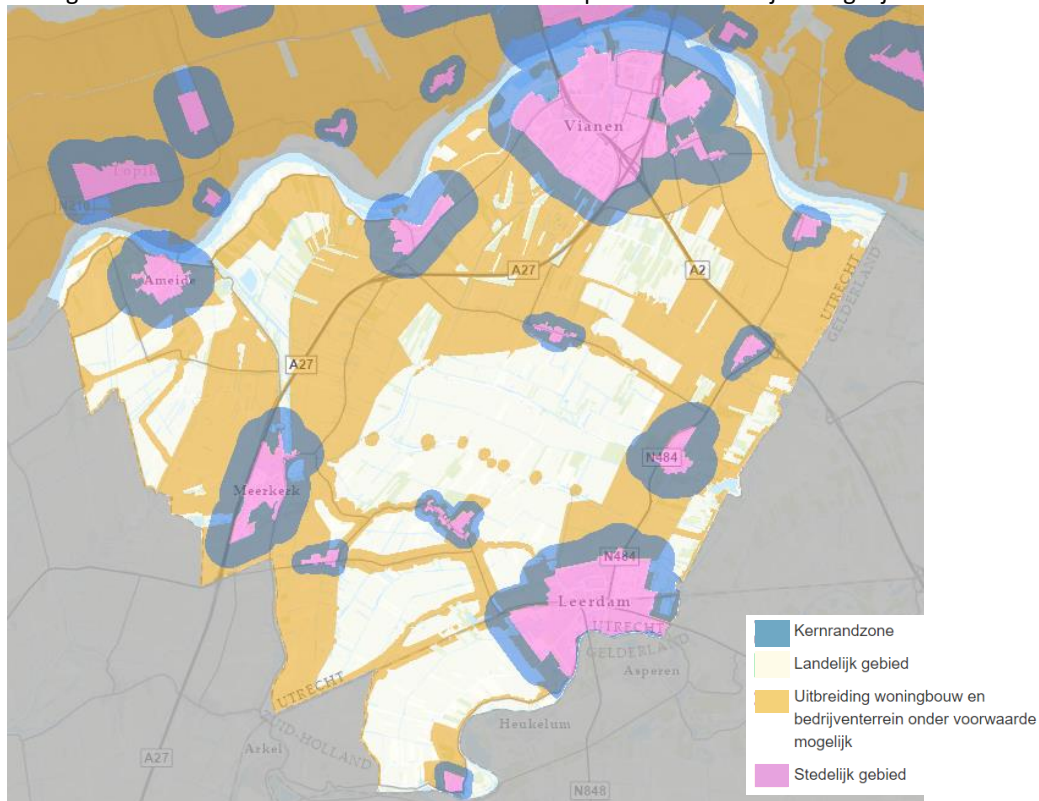 Vianen
Lopik
A27
A2
UTRECHT
GELDERLAND
Ameide
A27
N484
Meerkerk
N484
Leerdam
UTRECHT
GELDERLAND
Asperen
UTRECHT
ZUID-HOLLAND
Heukelum
Arkel
A27
N848
Kernrandzone
Landelijk gebied
Uitbreiding woningbouw en
bedrijventerrein onder voorwaarde
mogelijk
Stedelijk gebied